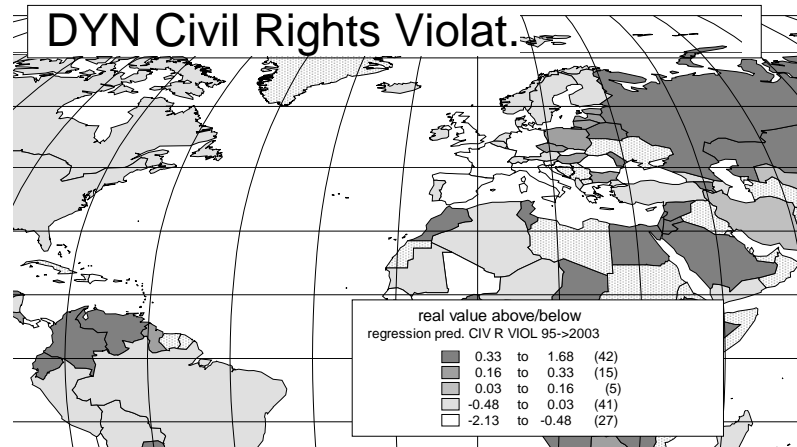 DYN Civil Rights Violat.
real value above/below
regression pred. CIV R VIOL 95->2003
0.33 to 1.68 (42)
0.16 to 0.33 (15)
0.03 to 0.16 (5)
-0.48 to 0.03 (41)
-2.13 to -0.48 (27)